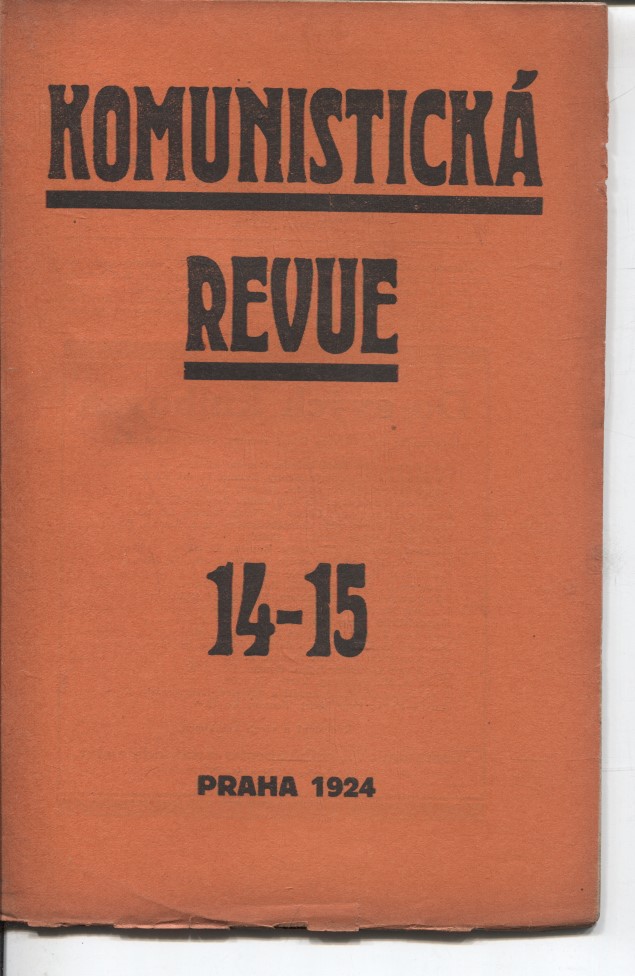 KOMUNISTICKÁ
REVUE
14-15
PRAHA 1924